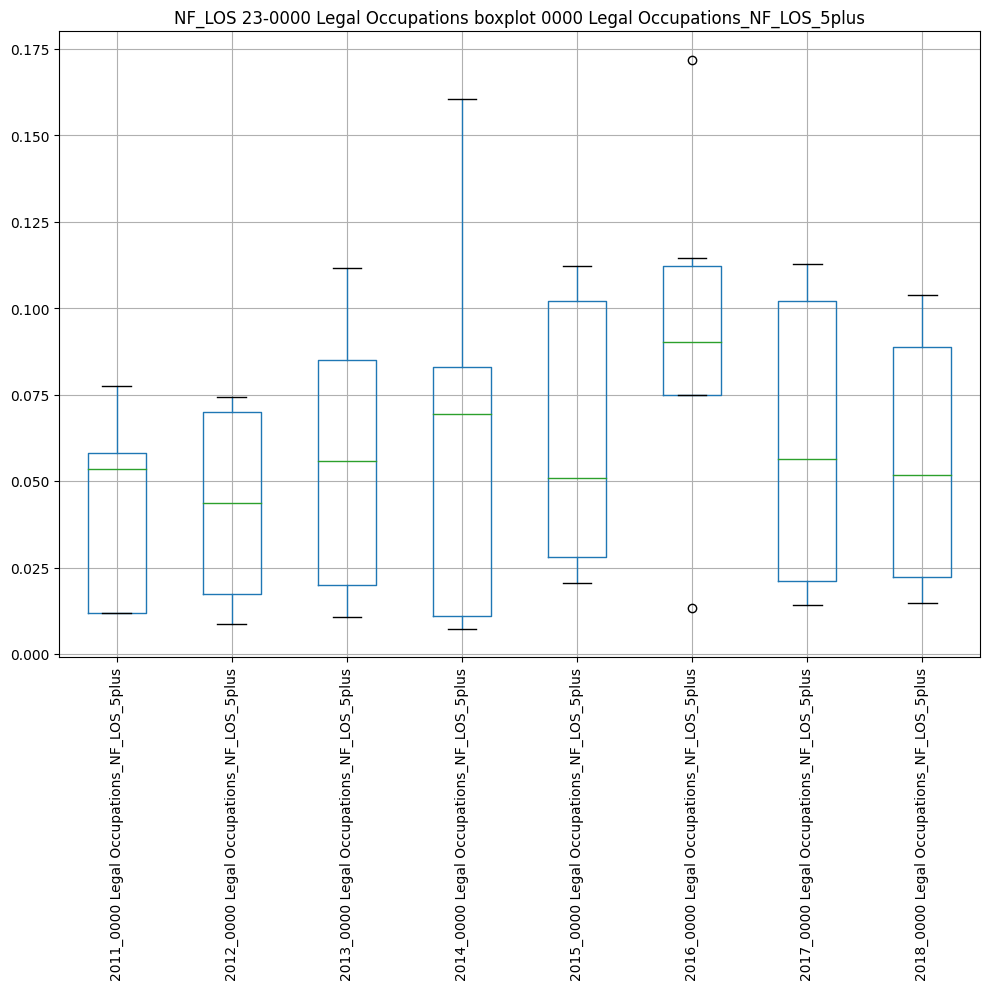 NF_LOS 23-0000 Legal Occupations boxplot 0000 Legal Occupations_NF_LOS_5plus
0.175
0.150
0.125
0.100
0.075
0.050
0.025
0.000
2011_0000 Legal Occupations_NF_LOS_5plus
2012_0000 Legal Occupations_NF_LOS_5plus
2013_0000 Legal Occupations_NF_LOS_5plus
2014_0000 Legal Occupations_NF_LOS_5plus
2015_0000 Legal Occupations_NF_LOS_5plus
2016_0000 Legal Occupations_NF_LOS_5plus
2017_0000 Legal Occupations_NF_LOS_5plus
2018_0000 Legal Occupations_NF_LOS_5plus